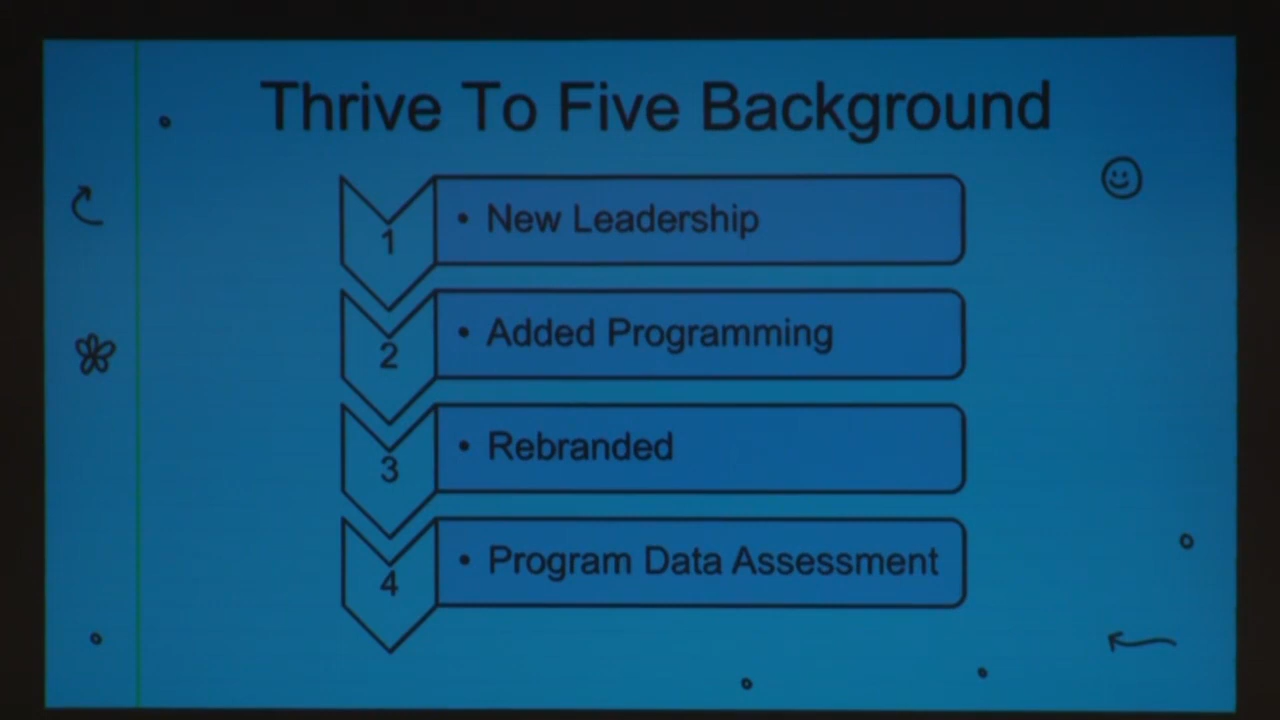 Thrive To Five Background
1
• New Leadership
2
• Added Programming
3
• Rebranded
4
• Program Data Assessment